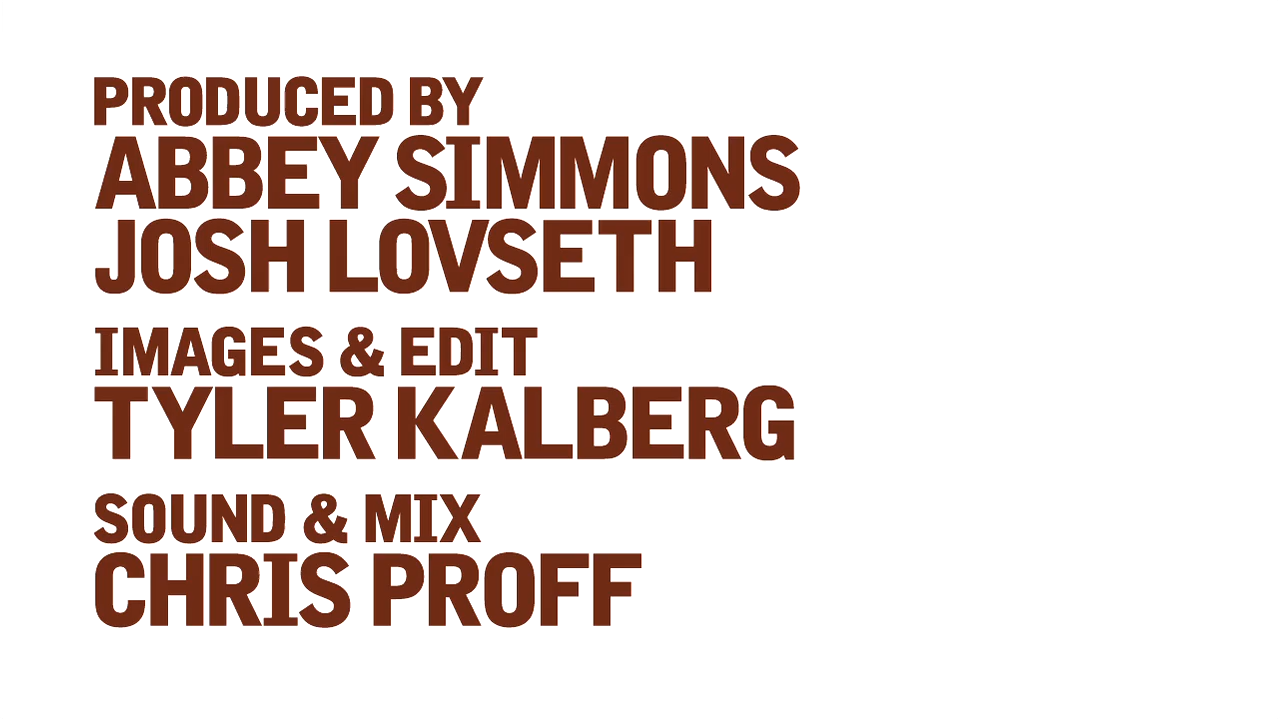 PRODUCED BY
ABBEY SIMMONS
JOSH LOVSETH
IMAGES & EDIT
TYLER KALBERG
SOUND & MIX
CHRIS PROFF